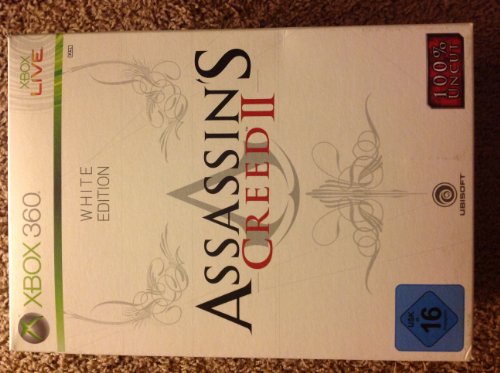 XBOX 360
XBOX
LIVE
WHITE
EDITION
ASSASSIN'S
CREED II
100%
UNCUT
UBISOFT
USK
16